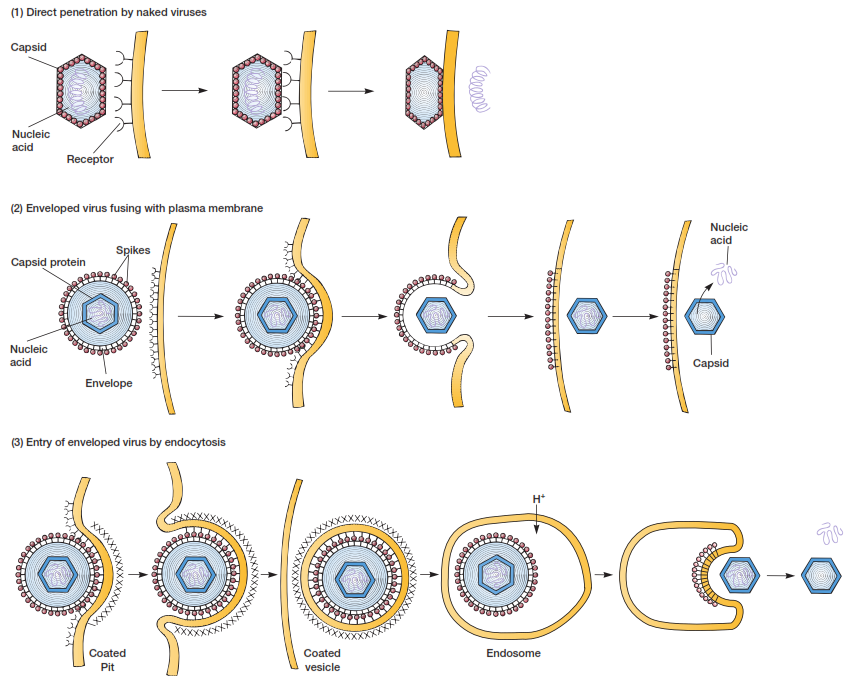 (1) Direct penetration by naked viruses
Capsid
Nucleic
acid
Receptor
(2) Enveloped virus fusing with plasma membrane
Nucleic
acid
Spikes
Capsid protein
Nucleic
acid
Envelope
Capsid
(3) Entry of enveloped virus by endocytosis
H+
Coated
Pit
Coated
vesicle
Endosome